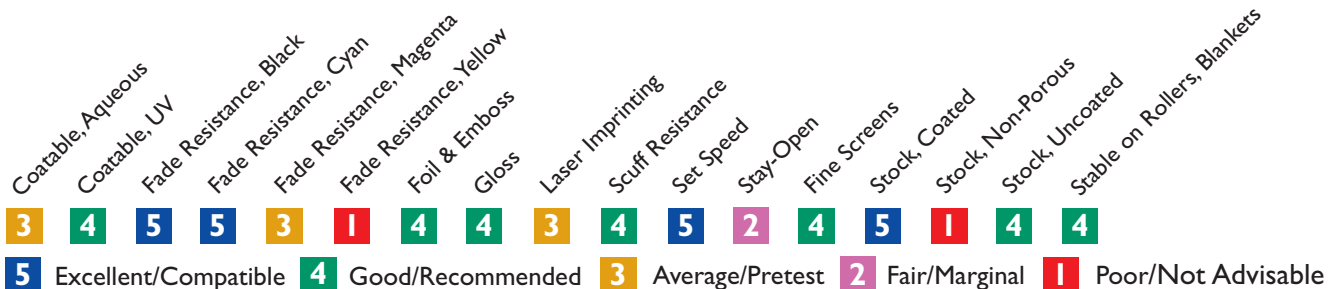 Coatable, Aqueous
Coatable, UV
Fade Resistance, Black
Fade Resistance, Cyan
Fade Resistance, Magenta
Fade Resistance, Yellow
Foil & Emboss
Gloss
Laser Imprinting
Scuff Resistance
Set Speed
Stay-Open
Fine Screens
Stock, Coated
Stock, Non-Porous
Stock, Uncoated
Stable on Rollers, Blankets
3 4 5 5 3 1 4 4 3 4 5 2 4 5 1 4 4
5 Excellent/Compatible 4 Good/Recommended 3 Average/Pretest 2 Fair/Marginal 1 Poor/Not Advisable